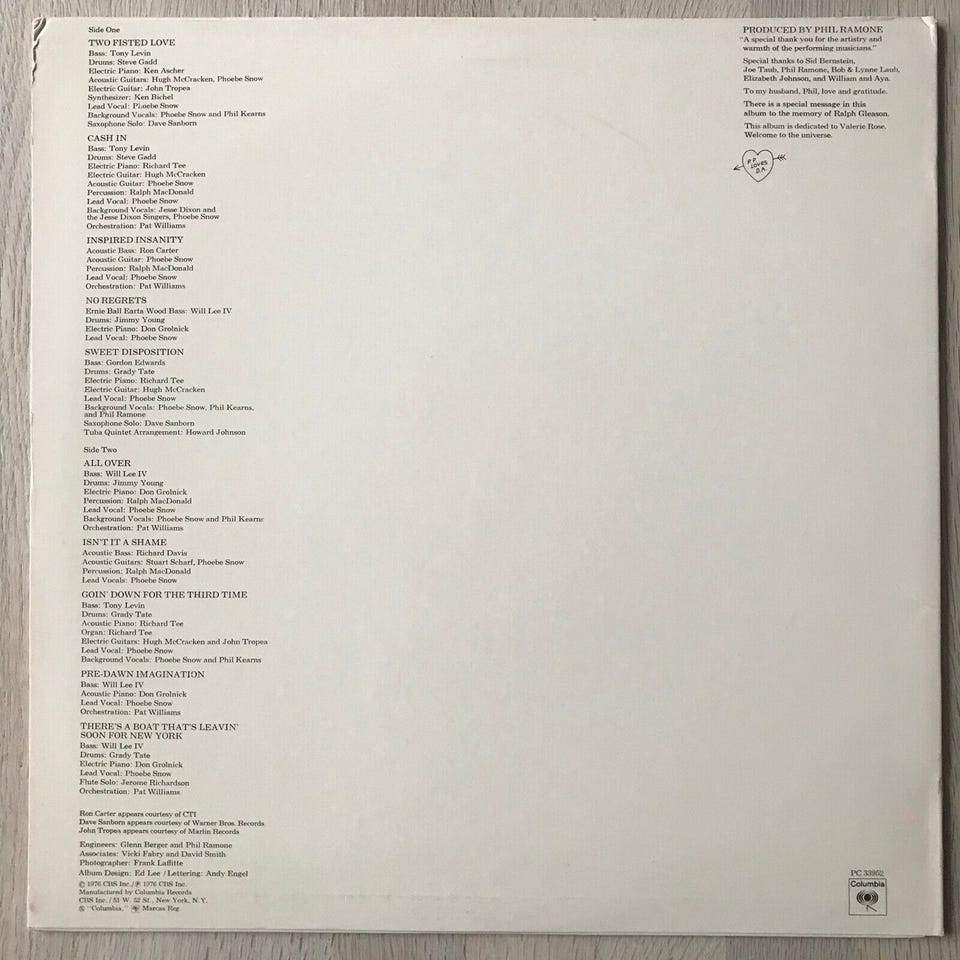 Side One
TWO FISTED LOVE
Bass: Tony Levin
Drums: Steve Gadd
Electric Piano: Ken Ascher
Acoustic Guitars: Hugh McCracken, Phoebe Snow
Electric Guitar: John Tropea
Synthesizer: Ken Bichel
Lead Vocal: Phoebe Snow
Background Vocals: Phoebe Snow and Phil Kearns
Saxophone Solo: Dave Sanborn
CASH IN
Bass: Tony Levin
Drums: Steve Gadd
Electric Piano: Richard Tee
Electric Guitar: Hugh McCracken
Acoustic Guitar: Phoebe Snow
Percussion: Ralph MacDonald
Lead Vocal: Phoebe Snow
Background Vocals: Jesse Dixon and
the Jesse Dixon Singers, Phoebe Snow
Orchestration: Pat Williams
INSPIRED INSANITY
Acoustic Bass: Ron Carter
Acoustic Guitar: Phoebe Snow
Percussion: Ralph MacDonald
Lead Vocal: Phoebe Snow
Orchestration: Pat Williams
NO REGRETS
Ernie Ball Earta Wood Bass: Will Lee IV
Drums: Jimmy Young
Electric Piano: Don Grolnick
Lead Vocal: Phoebe Snow
SWEET DISPOSITION
Bass: Gordon Edwards
Drums: Grady Tate
Electric Piano: Richard Tee
Electric Guitar: Hugh McCracken
Lead Vocal: Phoebe Snow
Background Vocals: Phoebe Snow, Phil Kearns,
and Phil Ramone
Saxophone Solo: Dave Sanborn
Tuba Quintet Arrangement: Howard Johnson
Side Two
ALL OVER
Bass: Will Lee IV
Drums: Jimmy Young
Electric Piano: Don Grolnick
Percussion: Ralph MacDonald
Lead Vocal: Phoebe Snow
Background Vocals: Phoebe Snow and Phil Kearns
Orchestration: Pat Williams
ISN'T IT A SHAME
Acoustic Bass: Richard Davis
Acoustic Guitars: Stuart Scharf, Phoebe Snow
Percussion: Ralph MacDonald
Lead Vocals: Phoebe Snow
GOIN' DOWN FOR THE THIRD TIME
Bass: Tony Levin
Drums: Grady Tate
Acoustic Piano: Richard Tee
Organ: Richard Tee
Electric Guitars: Hugh McCracken and John Tropea
Lead Vocal: Phoebe Snow
Background Vocals: Phoebe Snow and Phil Kearns
PRE-DAWN IMAGINATION
Bass: Will Lee IV
Acoustic Piano: Don Grolnick
Lead Vocal: Phoebe Snow
Orchestration: Pat Williams
THERE'S A BOAT THAT'S LEAVIN'
SOON FOR NEW YORK
Bass: Will Lee IV
Drums: Grady Tate
Electric Piano: Don Grolnick
Lead Vocal: Phoebe Snow
Flute Solo: Jerome Richardson
Orchestration: Pat Williams
Ron Carter appears courtesy of CTI
Dave Sanborn appears courtesy of Warner Bros. Records
John Tropea appears courtesy of Marlin Records
Engineers: Glenn Berger and Phil Ramone
Associates: Vicki Fabry and David Smith
Photographer: Frank Laffitte
Album Design: Ed Lee / Lettering: Andy Engel
© 1976 CBS Inc./℗ 1976 CBS Inc.
Manufactured by Columbia Records
CBS Inc. / 51 W. 52 St., New York, N.Y.
® "Columbia," Marcas Reg.
PRODUCED BY PHIL RAMONE
"A special thank you for the artistry and
warmth of the performing musicians."
Special thanks to Sid Bernstein,
Joe Taub, Phil Ramone, Bob & Lynne Laub,
Elizabeth Johnson, and William and Aya.
To my husband, Phil, love and gratitude.
There is a special message in this
album to the memory of Ralph Gleason.
This album is dedicated to Valerie Rose.
Welcome to the universe.
P.P.
LOVES
D.A.
PC 33952
Columbia